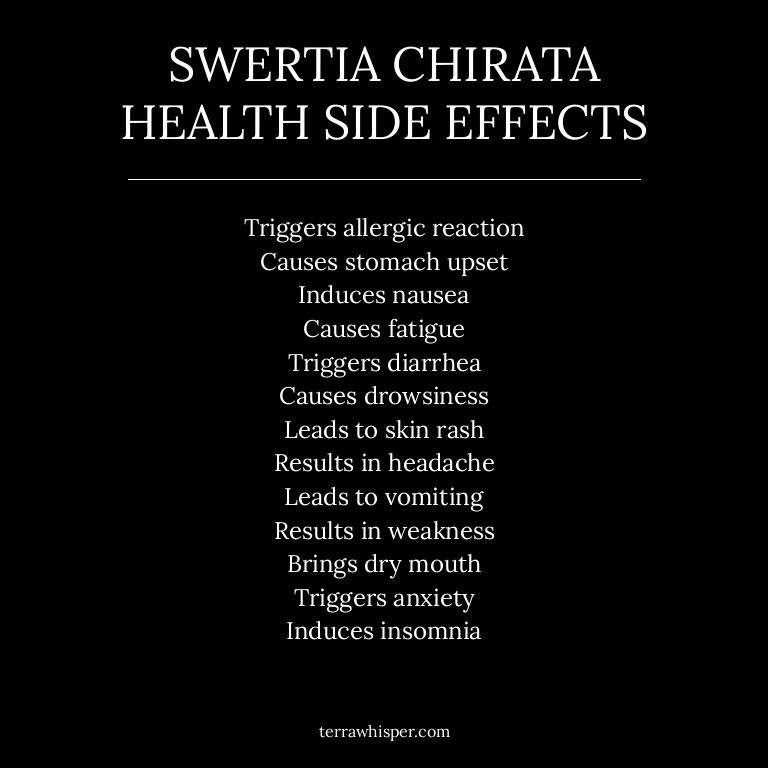 SWERTIA CHIRATA
HEALTH SIDE EFFECTS
Triggers allergic reaction
Causes stomach upset
Induces nausea
Causes fatigue
Triggers diarrhea
Causes drowsiness
Leads to skin rash
Results in headache
Leads to vomiting
Results in weakness
Brings dry mouth
Triggers anxiety
Induces insomnia
terrawhisper.com